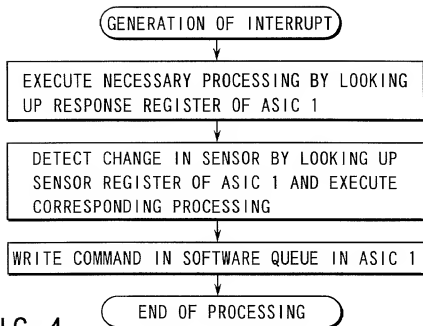 GENERATION OF INTERRUPT
EXECUTE NECESSARY PROCESSING BY LOOKING
UP RESPONSE REGISTER OF ASIC 1
DETECT CHANGE IN SENSOR BY LOOKING UP
SENSOR REGISTER OF ASIC 1 AND EXECUTE
CORRESPONDING PROCESSING
WRITE COMMAND IN SOFTWARE QUEUE IN ASIC 1
END OF PROCESSING